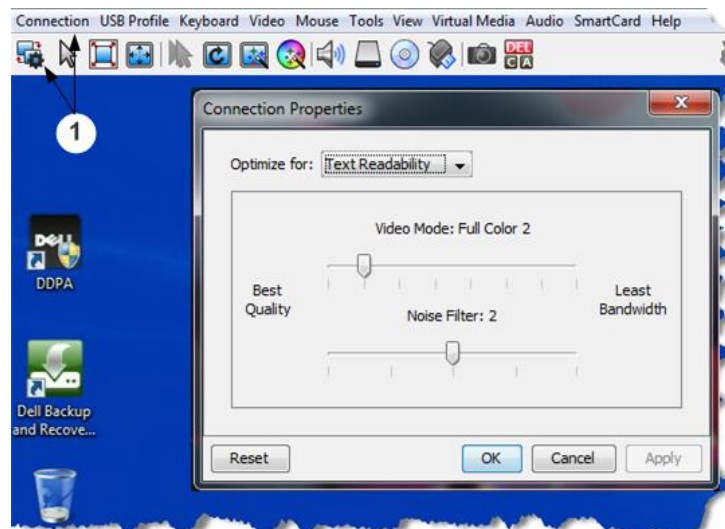 Connection USB Profile Keyboard Video Mouse Tools View Virtual Media Audio SmartCard Help
DEL
C A
1
Connection Properties
Optimize for: Text Readability
Video Mode: Full Color 2
Best
Quality
Least
Bandwidth
Noise Filter: 2
Reset OK Cancel Apply
DELL
DDPA
Dell Backup
and Recove...